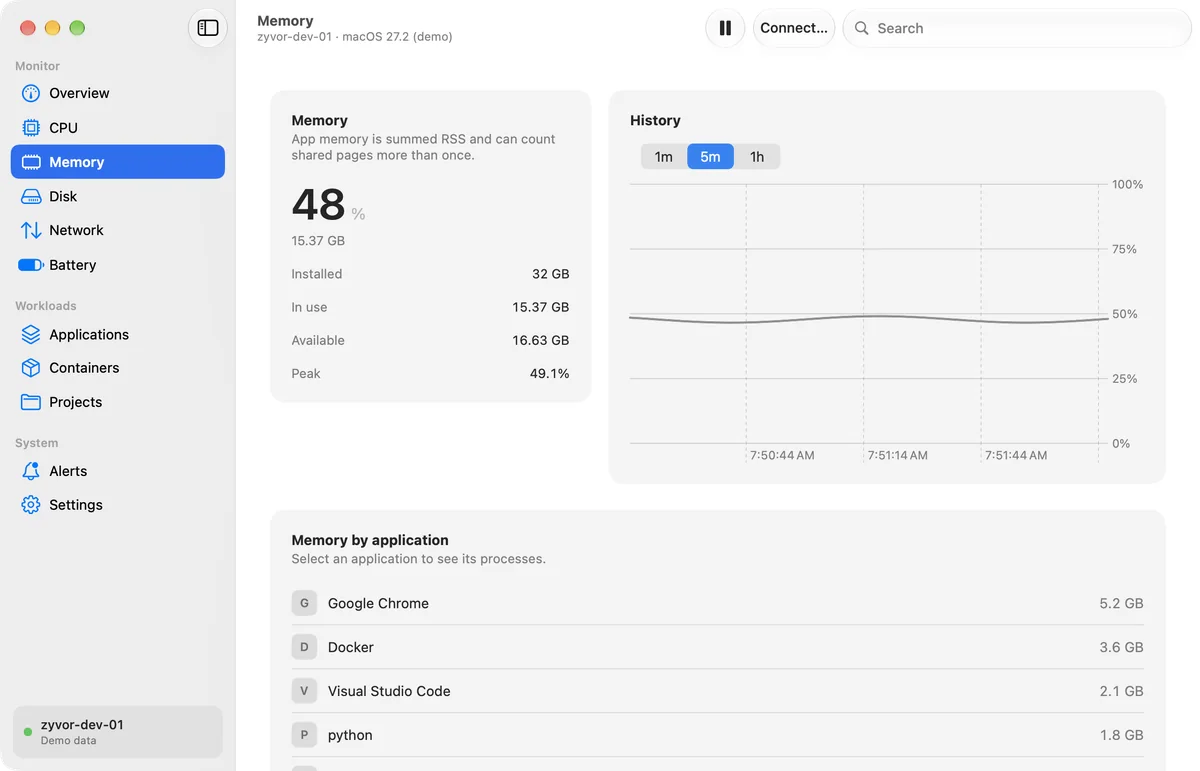 Memory
zyvor-dev-01 · macOS 27.2 (demo)
Connect...
Search
Monitor
Overview
CPU
Memory
Disk
Network
Battery
Workloads
Applications
Containers
Projects
System
Alerts
Settings
zyvor-dev-01
Demo data
Memory
App memory is summed RSS and can count
shared pages more than once.
48 %
15.37 GB
Installed 32 GB
In use 15.37 GB
Available 16.63 GB
Peak 49.1%
History
1m 5m 1h
100%
75%
50%
25%
0%
7:50:44 AM 7:51:14 AM 7:51:44 AM
Memory by application
Select an application to see its processes.
G Google Chrome 5.2 GB
D Docker 3.6 GB
V Visual Studio Code 2.1 GB
P python 1.8 GB